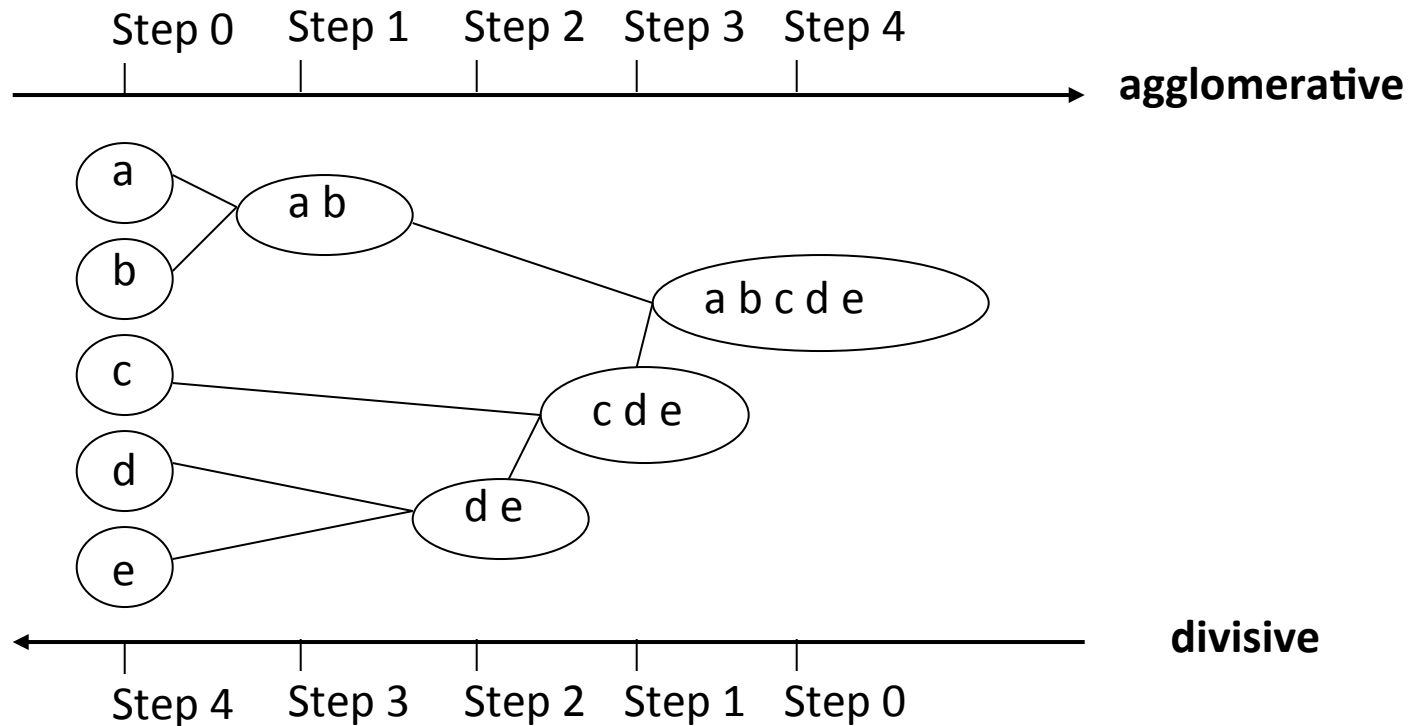 Step 0 Step 1 Step 2 Step 3 Step 4
agglomerative
a
a b
b
a b c d e
c
c d e
d
d e
e
divisive
Step 4 Step 3 Step 2 Step 1 Step 0